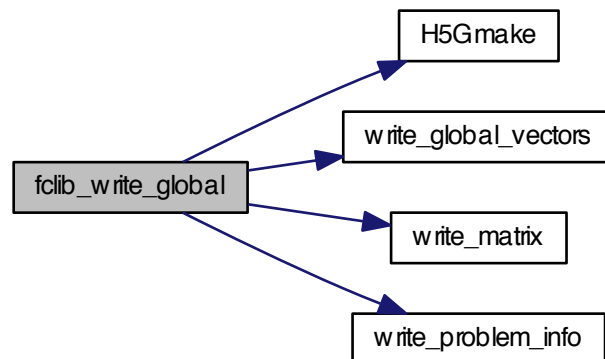 H5Gmake
write_global_vectors
fclib_write_global
write_matrix
write_problem_info